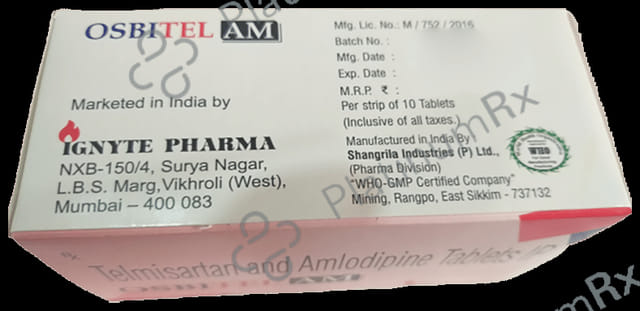 OSBITEL AM
Marketed in India by
IGNYTE PHARMA
NXB-150/4, Surya Nagar,
L.B.S. Marg, Vikhroli (West),
Mumbai – 400 083
Mfg. Lic. No.: M / 752 / 2016
Batch No. :
Mfg. Date :
Exp. Date :
M.R.P. ₹ :
Per strip of 10 Tablets
(Inclusive of all taxes.)
Manufactured in India By :
Shangrila Industries (P) Ltd.,
(Pharma Division)
"WHO-GMP Certified Company"
Mining, Rangpo, East Sikkim - 737132
Rx
Telmisartan and Amlodipine Tablets
OSBITEL AM
PlatinumRx